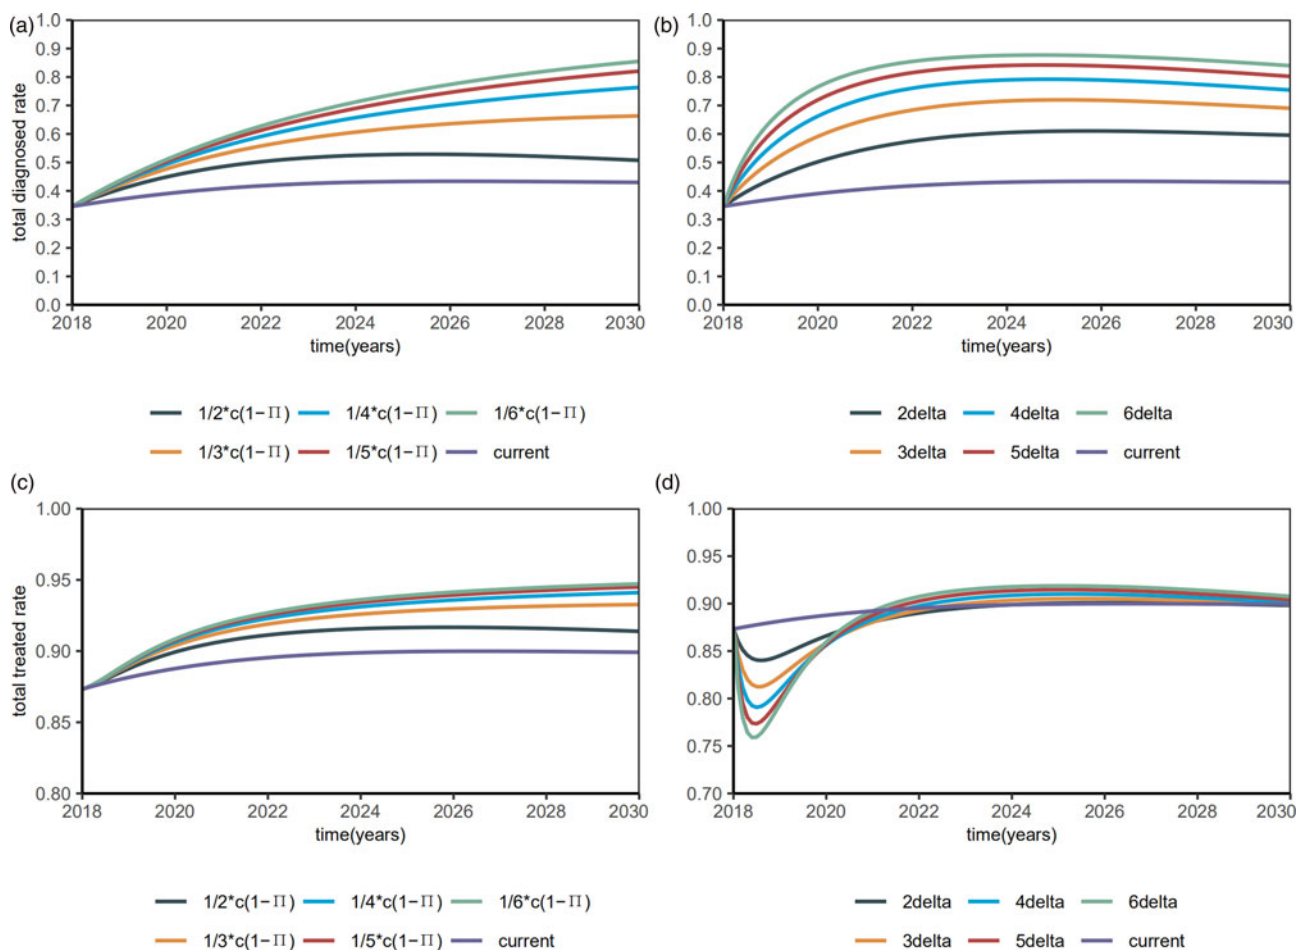 (a)
total diagnosed rate
1.0
0.9
0.8
0.7
0.6
0.5
0.4
0.3
0.2
0.1
0.0
2018 2020 2022 2024 2026 2028 2030
time(years)
1/2*c(1−Π) 1/4*c(1−Π) 1/6*c(1−Π)
1/3*c(1−Π) 1/5*c(1−Π) current
(b)
1.0
0.9
0.8
0.7
0.6
0.5
0.4
0.3
0.2
0.1
0.0
2018 2020 2022 2024 2026 2028 2030
time(years)
2delta 4delta 6delta
3delta 5delta current
(c)
total treated rate
1.00
0.95
0.90
0.85
0.80
2018 2020 2022 2024 2026 2028 2030
time(years)
1/2*c(1−Π) 1/4*c(1−Π) 1/6*c(1−Π)
1/3*c(1−Π) 1/5*c(1−Π) current
(d)
1.00
0.95
0.90
0.85
0.80
0.75
0.70
2018 2020 2022 2024 2026 2028 2030
time(years)
2delta 4delta 6delta
3delta 5delta current